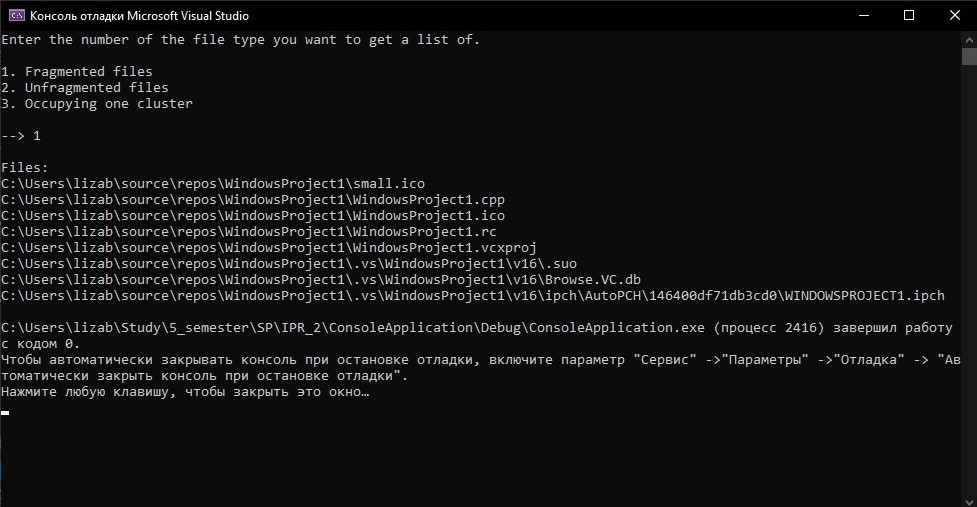 Консоль отладки Microsoft Visual Studio
Enter the number of the file type you want to get a list of.
1. Fragmented files
2. Unfragmented files
3. Occupying one cluster
--> 1
Files:
C:\Users\lizab\source\repos\WindowsProject1\small.ico
C:\Users\lizab\source\repos\WindowsProject1\WindowsProject1.cpp
C:\Users\lizab\source\repos\WindowsProject1\WindowsProject1.ico
C:\Users\lizab\source\repos\WindowsProject1\WindowsProject1.rc
C:\Users\lizab\source\repos\WindowsProject1\WindowsProject1.vcxproj
C:\Users\lizab\source\repos\WindowsProject1\.vs\WindowsProject1\v16\.suo
C:\Users\lizab\source\repos\WindowsProject1\.vs\WindowsProject1\v16\Browse.VC.db
C:\Users\lizab\source\repos\WindowsProject1\.vs\WindowsProject1\v16\ipch\AutoPCH\146400df71db3cd0\WINDOWSPROJECT1.ipch
C:\Users\lizab\Study\5_semester\SP\IPR_2\ConsoleApplication\Debug\ConsoleApplication.exe (процесс 2416) завершил работу
с кодом 0.
Чтобы автоматически закрывать консоль при остановке отладки, включите параметр "Сервис" ->"Параметры" ->"Отладка" -> "Ав
томатически закрыть консоль при остановке отладки".
Нажмите любую клавишу, чтобы закрыть это окно…